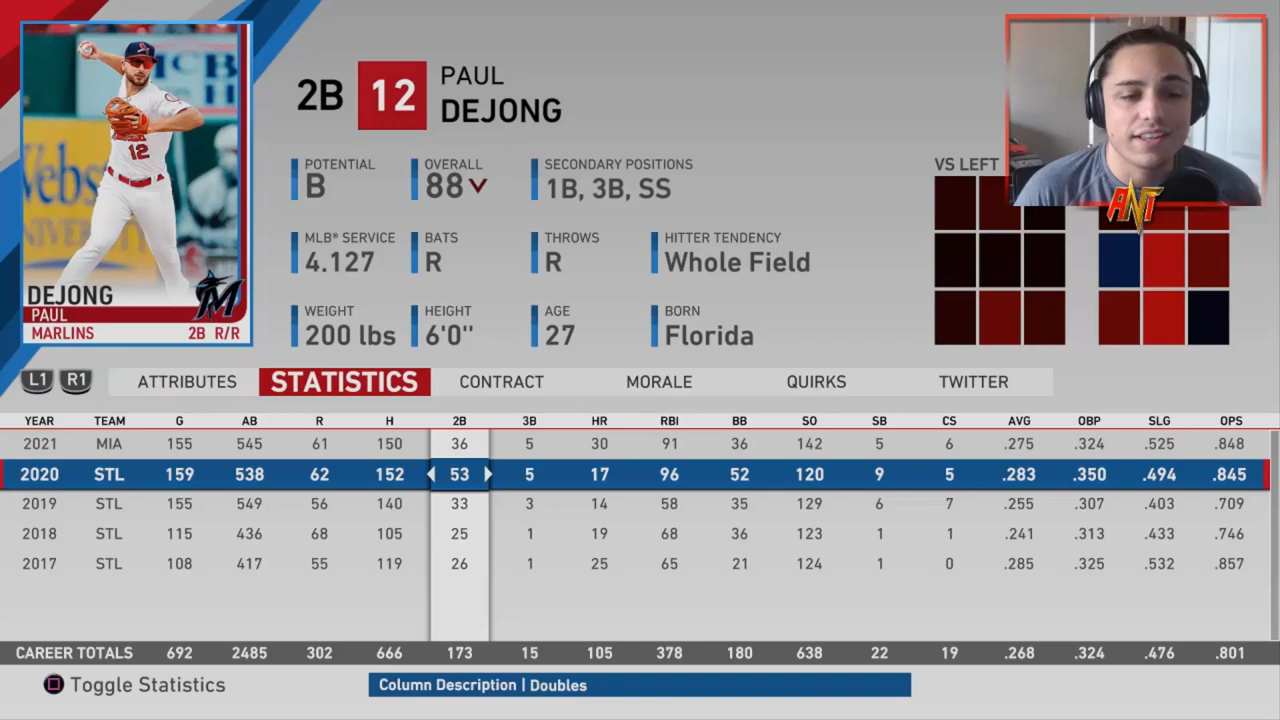 2B 12 PAUL DEJONG
POTENTIAL OVERALL SECONDARY POSITIONS
B 88 1B, 3B, SS
MLB® SERVICE BATS THROWS HITTER TENDENCY
4.127 R R Whole Field
WEIGHT HEIGHT AGE BORN
200 lbs 6'0" 27 Florida
VS LEFT
ANT
12
DEJONG
PAUL
MARLINS 2B R/R
L1 R1 ATTRIBUTES STATISTICS CONTRACT MORALE QUIRKS TWITTER
YEAR TEAM G AB R H 2B 3B HR RBI BB SO SB CS AVG OBP SLG OPS
2021 MIA 155 545 61 150 36 5 30 91 36 142 5 6 .275 .324 .525 .848
2020 STL 159 538 62 152 53 5 17 96 52 120 9 5 .283 .350 .494 .845
2019 STL 155 549 56 140 33 3 14 58 35 129 6 7 .255 .307 .403 .709
2018 STL 115 436 68 105 25 1 19 68 36 123 1 1 .241 .313 .433 .746
2017 STL 108 417 55 119 26 1 25 65 21 124 1 0 .285 .325 .532 .857
CAREER TOTALS 692 2485 302 666 173 15 105 378 180 638 22 19 .268 .324 .476 .801
Toggle Statistics
Column Description | Doubles